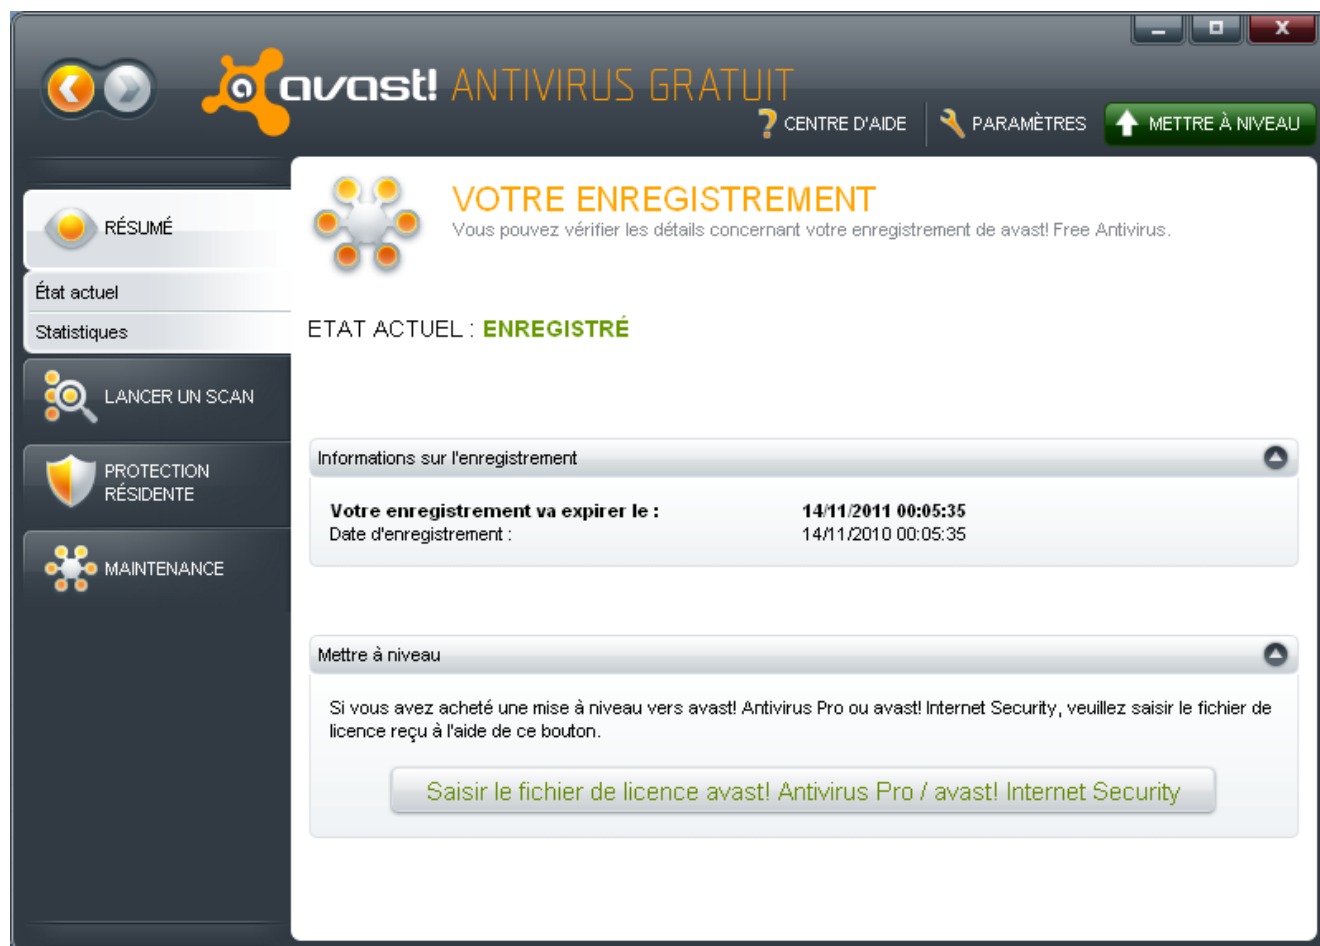 avast! ANTIVIRUS GRATUIT
CENTRE D'AIDE
PARAMÈTRES
METTRE À NIVEAU
RÉSUMÉ
État actuel
Statistiques
LANCER UN SCAN
PROTECTION
RÉSIDENTE
MAINTENANCE
VOTRE ENREGISTREMENT
Vous pouvez vérifier les détails concernant votre enregistrement de avast! Free Antivirus.
ETAT ACTUEL : ENREGISTRÉ
Informations sur l'enregistrement
Votre enregistrement va expirer le : 14/11/2011 00:05:35
Date d'enregistrement : 14/11/2010 00:05:35
Mettre à niveau
Si vous avez acheté une mise à niveau vers avast! Antivirus Pro ou avast! Internet Security, veuillez saisir le fichier de
licence reçu à l'aide de ce bouton.
Saisir le fichier de licence avast! Antivirus Pro / avast! Internet Security